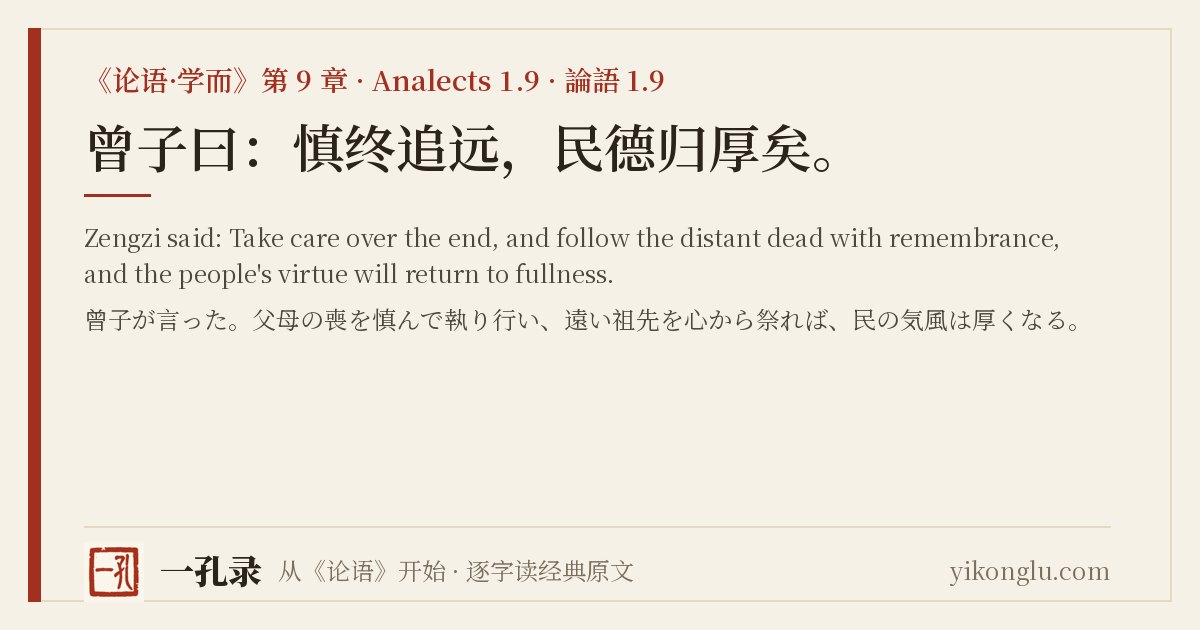 《论语·学而》第 9 章 · Analects 1.9 · 論語 1.9
曾子曰：慎终追远，民德归厚矣。
Zengzi said: Take care over the end, and follow the distant dead with remembrance,
and the people's virtue will return to fullness.
曾子が言った。父母の喪を慎んで執り行い、遠い祖先を心から祭れば、民の気風は厚くなる。
一孔
一孔录 从《论语》开始 · 逐字读经典原文 yikonglu.com